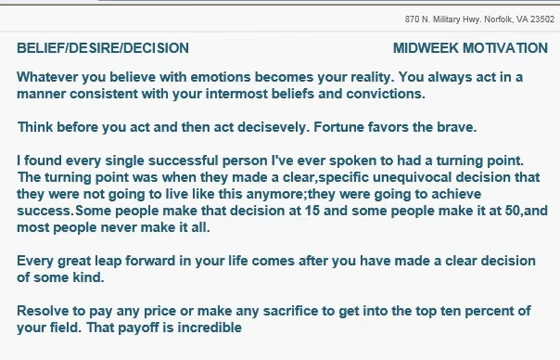 870 N. Military Hwy. Norfolk, VA 23502
BELIEF/DESIRE/DECISION MIDWEEK MOTIVATION
Whatever you believe with emotions becomes your reality. You always act in a
manner consistent with your intermost beliefs and convictions.
Think before you act and then act decisevely. Fortune favors the brave.
I found every single successful person I've ever spoken to had a turning point.
The turning point was when they made a clear,specific unequivocal decision that
they were not going to live like this anymore;they were going to achieve
success.Some people make that decision at 15 and some people make it at 50,and
most people never make it all.
Every great leap forward in your life comes after you have made a clear decision
of some kind.
Resolve to pay any price or make any sacrifice to get into the top ten percent of
your field. That payoff is incredible